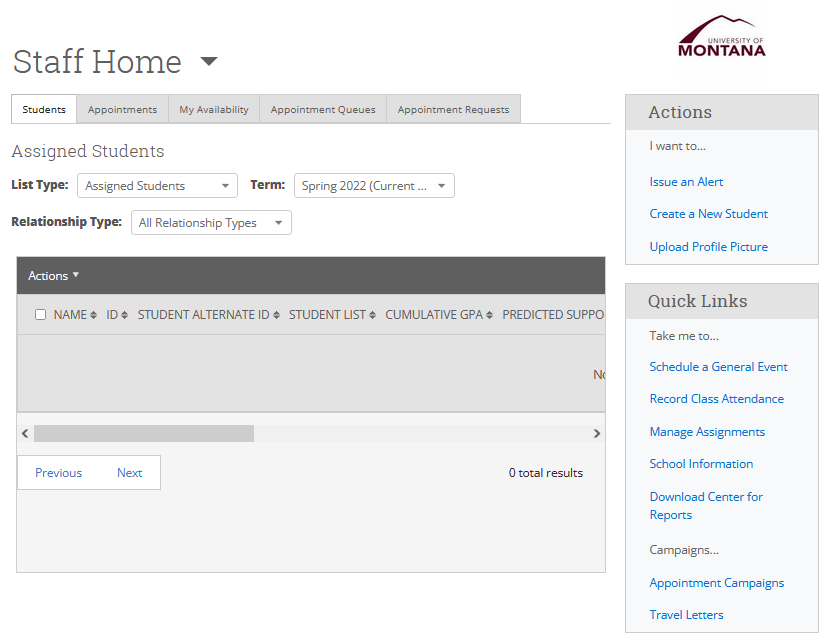 UNIVERSITY OF
MONTANA
Staff Home
Students Appointments My Availability Appointment Queues Appointment Requests
Assigned Students
List Type: Assigned Students Term: Spring 2022 (Current ...
Relationship Type: All Relationship Types
Actions
NAME ID STUDENT ALTERNATE ID STUDENT LIST CUMULATIVE GPA PREDICTED SUPPO
No
Previous Next 0 total results
Actions
I want to...
Issue an Alert
Create a New Student
Upload Profile Picture
Quick Links
Take me to...
Schedule a General Event
Record Class Attendance
Manage Assignments
School Information
Download Center for
Reports
Campaigns...
Appointment Campaigns
Travel Letters